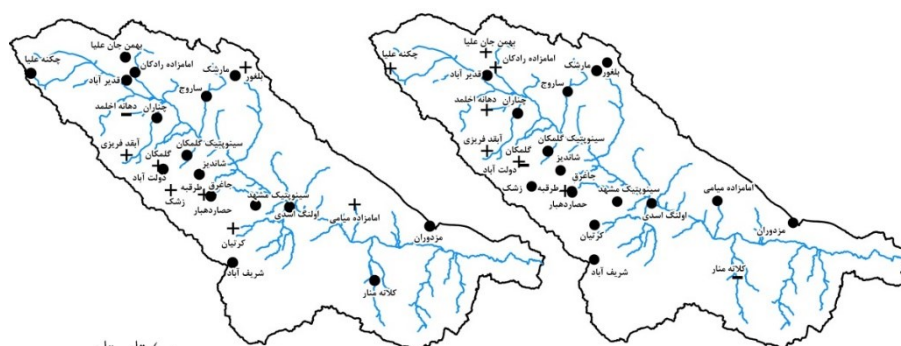 بهمن جان علیا
چکنه علیا
امامزاده رادکان
مارشک
بلغور
قدیر آباد
ساروج
دهانه اخلمد
چناران
آبقد فریزی
سینوپتیک گلمکان
گلمکان
شاندیز
دولت آباد
جاغرق
طرقبه
زشک
سینوپتیک مشهد
حصاردهبار
اولنگ اسدی
امامزاده میامی
کرتیان
مزدوران
شریف آباد
کلاته منار
بهمن جان علیا
چکنه علیا
امامزاده رادکان
مارشک
بلغور
قدیر آباد
ساروج
دهانه اخلمد
چناران
آبقد فریزی
سینوپتیک گلمکان
گلمکان
شاندیز
دولت آباد
جاغرق
زشک
طرقبه
سینوپتیک مشهد
امامزاده میامی
حصاردهبار
اولنگ اسدی
کرتیان
مزدوران
شریف آباد
کلاته منار